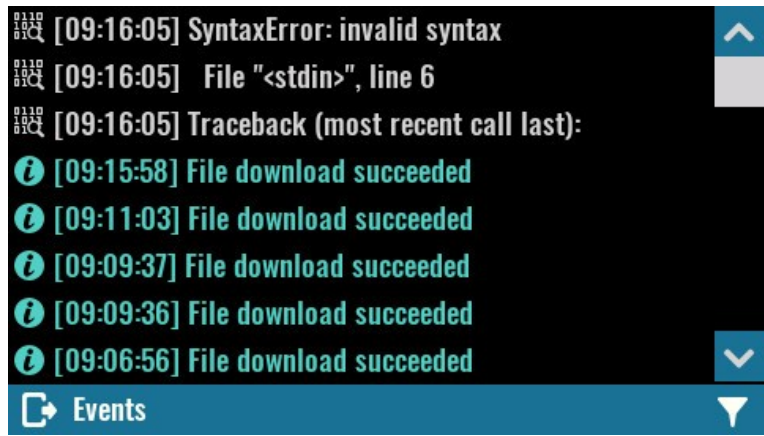 [09:16:05] SyntaxError: invalid syntax
[09:16:05] File "<stdin>", line 6
[09:16:05] Traceback (most recent call last):
[09:15:58] File download succeeded
[09:11:03] File download succeeded
[09:09:37] File download succeeded
[09:09:36] File download succeeded
[09:06:56] File download succeeded
Events